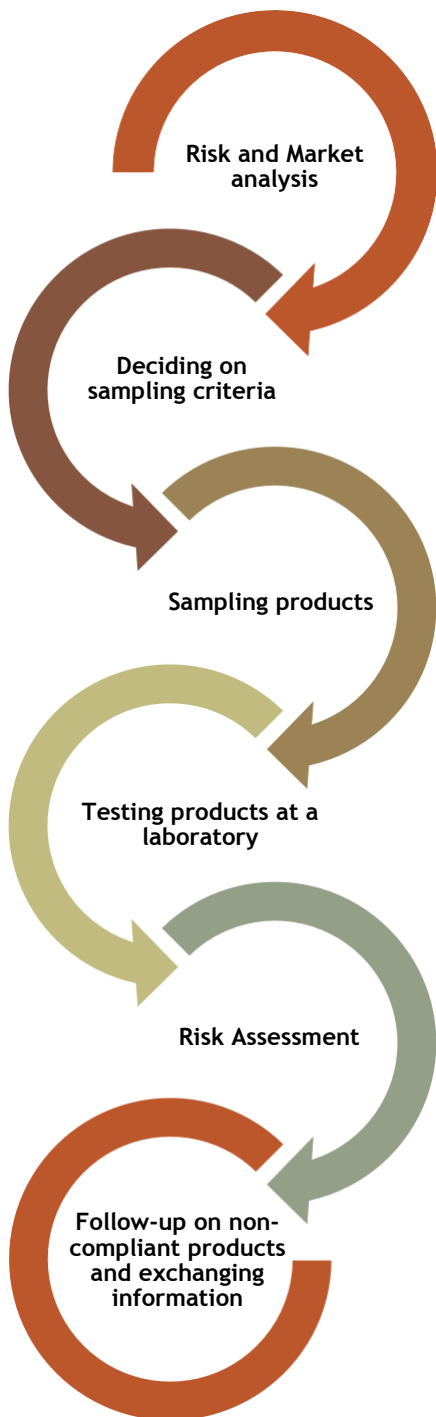 Risk and Market
analysis
Deciding on
sampling criteria
Sampling products
Testing products at a
laboratory
Risk Assessment
Follow-up on non-
compliant products
and exchanging
information